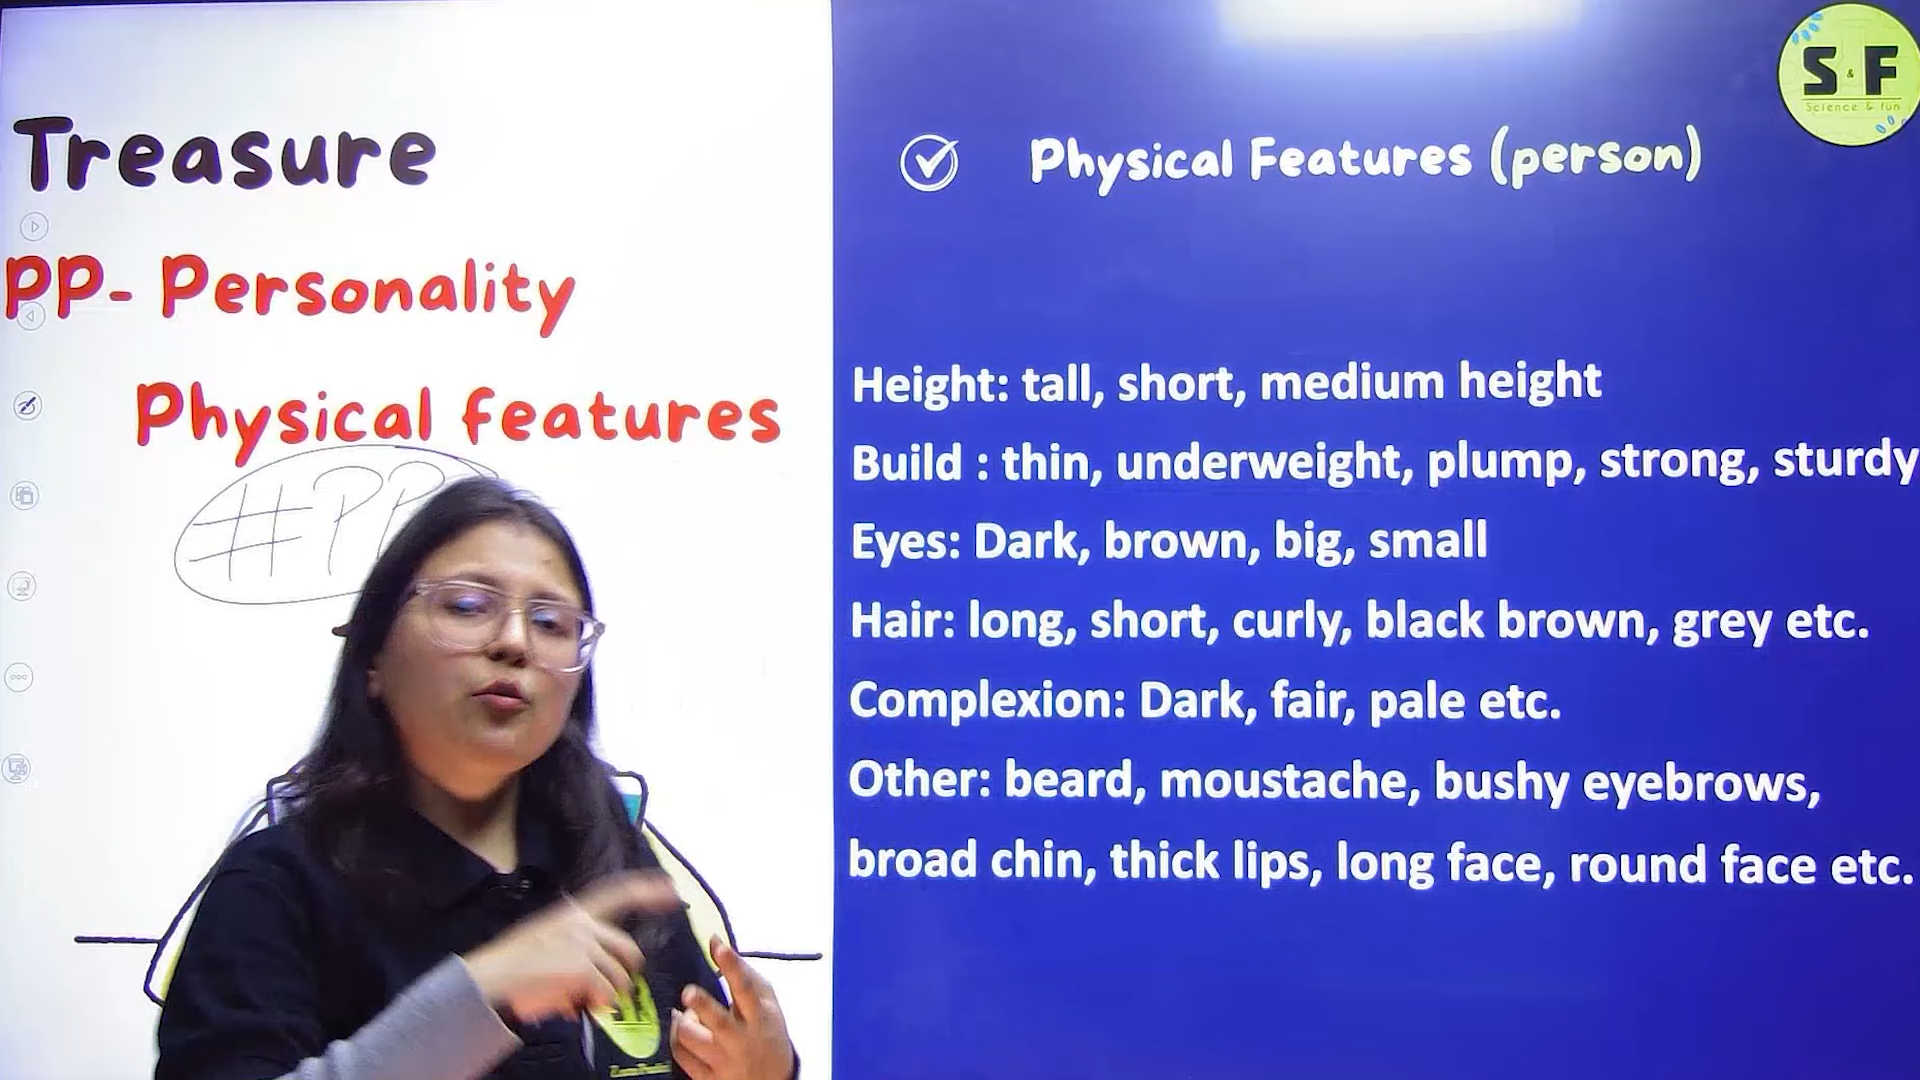 Treasure
PP- Personality
Physical features
#PP
S & F
Science & fun
Physical Features (person)
Height: tall, short, medium height
Build : thin, underweight, plump, strong, sturdy
Eyes: Dark, brown, big, small
Hair: long, short, curly, black brown, grey etc.
Complexion: Dark, fair, pale etc.
Other: beard, moustache, bushy eyebrows,
broad chin, thick lips, long face, round face etc.